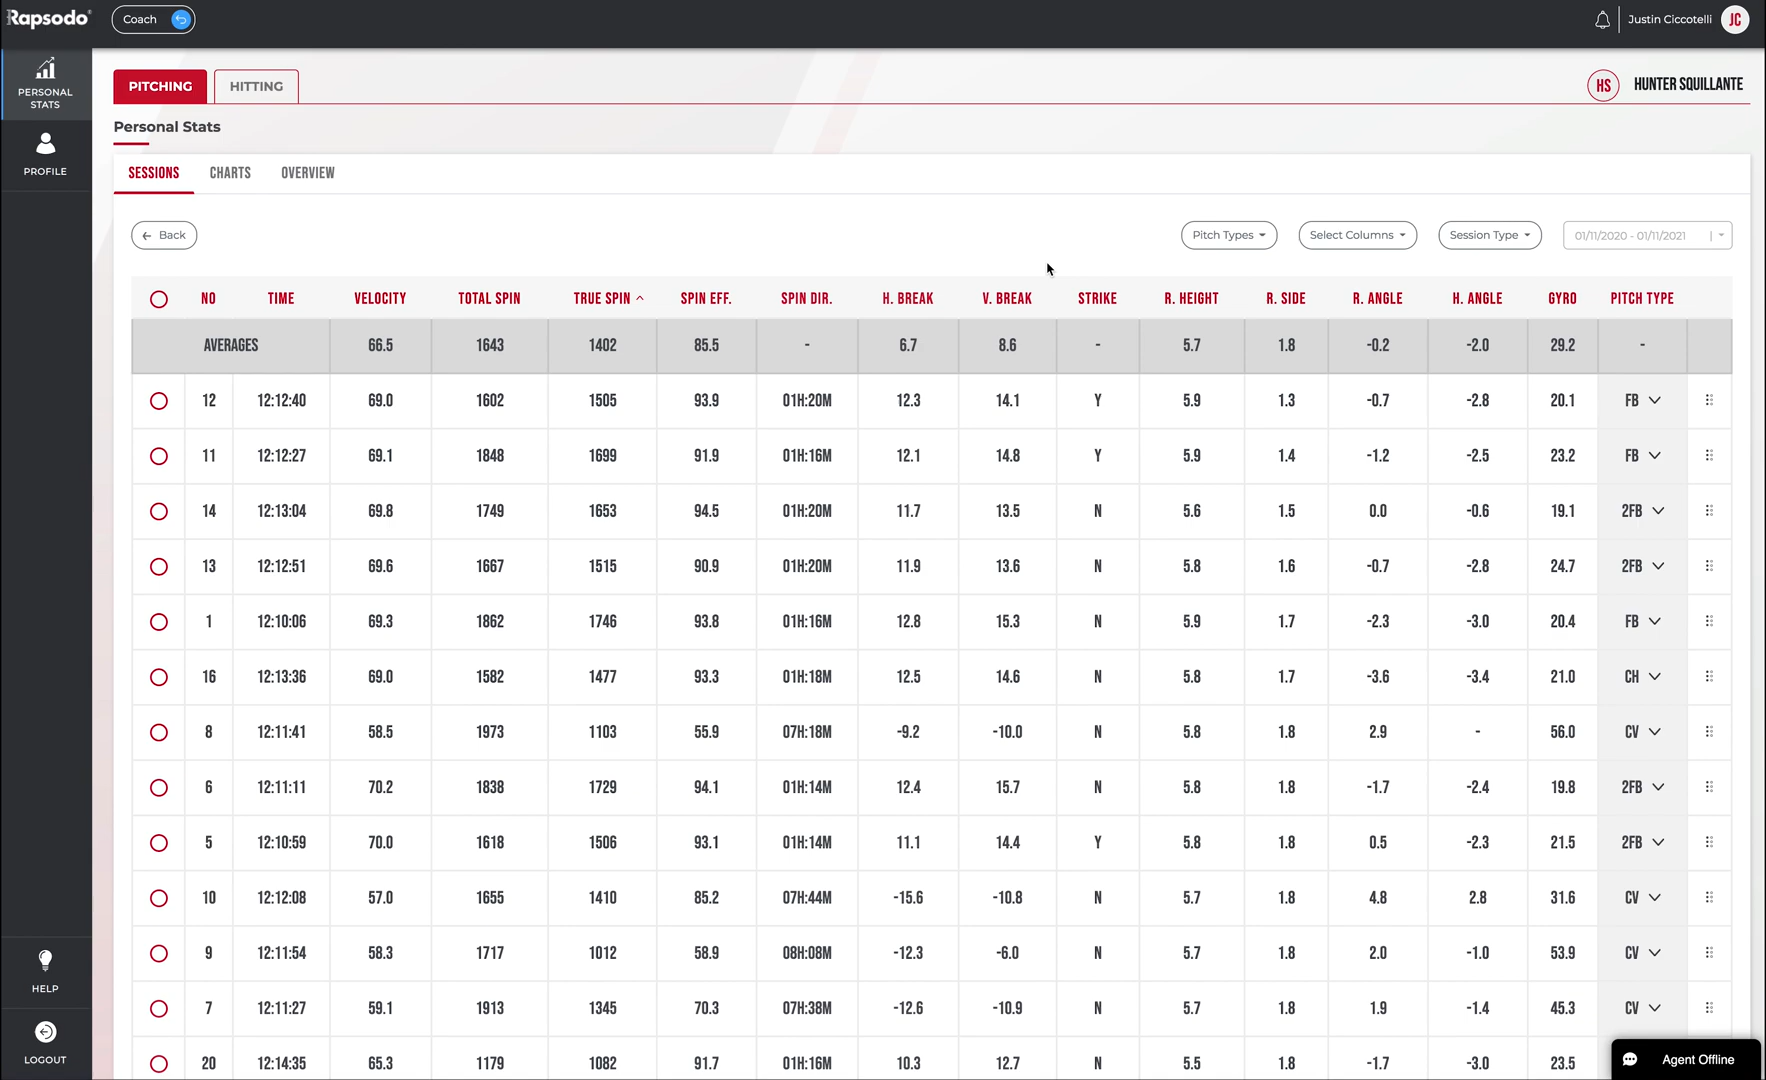 Rapsodo® Coach Justin Ciccotelli JC
PERSONAL
STATS
PROFILE
HELP
LOGOUT
PITCHING HITTING HS HUNTER SQUILLANTE
Personal Stats
SESSIONS CHARTS OVERVIEW
Back Pitch Types Select Columns Session Type 01/11/2020 - 01/11/2021
NO TIME VELOCITY TOTAL SPIN TRUE SPIN SPIN EFF. SPIN DIR. H. BREAK V. BREAK STRIKE R. HEIGHT R. SIDE R. ANGLE H. ANGLE GYRO PITCH TYPE
AVERAGES 66.5 1643 1402 85.5 - 6.7 8.6 - 5.7 1.8 -0.2 -2.0 29.2 -
12 12:12:40 69.0 1602 1505 93.9 01H:20M 12.3 14.1 Y 5.9 1.3 -0.7 -2.8 20.1 FB
11 12:12:27 69.1 1848 1699 91.9 01H:16M 12.1 14.8 Y 5.9 1.4 -1.2 -2.5 23.2 FB
14 12:13:04 69.8 1749 1653 94.5 01H:20M 11.7 13.5 N 5.6 1.5 0.0 -0.6 19.1 2FB
13 12:12:51 69.6 1667 1515 90.9 01H:20M 11.9 13.6 N 5.8 1.6 -0.7 -2.8 24.7 2FB
1 12:10:06 69.3 1862 1746 93.8 01H:16M 12.8 15.3 N 5.9 1.7 -2.3 -3.0 20.4 FB
16 12:13:36 69.0 1582 1477 93.3 01H:18M 12.5 14.6 N 5.8 1.7 -3.6 -3.4 21.0 CH
8 12:11:41 58.5 1973 1103 55.9 07H:18M -9.2 -10.0 N 5.8 1.8 2.9 - 56.0 CV
6 12:11:11 70.2 1838 1729 94.1 01H:14M 12.4 15.7 N 5.8 1.8 -1.7 -2.4 19.8 2FB
5 12:10:59 70.0 1618 1506 93.1 01H:14M 11.1 14.4 Y 5.8 1.8 0.5 -2.3 21.5 2FB
10 12:12:08 57.0 1655 1410 85.2 07H:44M -15.6 -10.8 N 5.7 1.8 4.8 2.8 31.6 CV
9 12:11:54 58.3 1717 1012 58.9 08H:08M -12.3 -6.0 N 5.7 1.8 2.0 -1.0 53.9 CV
7 12:11:27 59.1 1913 1345 70.3 07H:38M -12.6 -10.9 N 5.7 1.8 1.9 -1.4 45.3 CV
20 12:14:35 65.3 1179 1082 91.7 01H:16M 10.3 12.7 N 5.5 1.8 -1.7 -3.0 23.5
Agent Offline